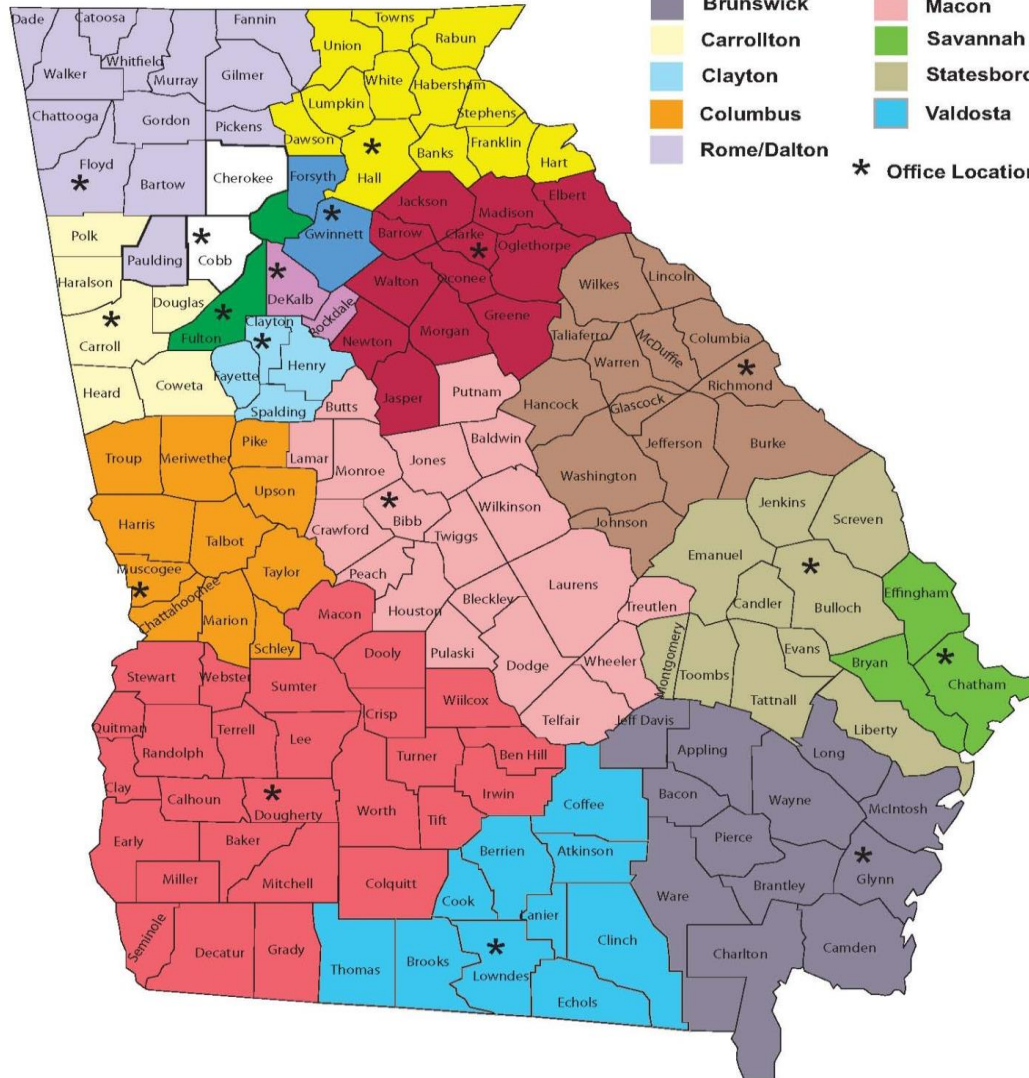 Brunswick
Macon
Carrollton
Savannah
Clayton
Statesboro
Columbus
Valdosta
Rome/Dalton
* Office Location
Dade
Catoosa
Fannin
Towns
Rabun
Union
Whitfield
Walker
Murray
Gilmer
White
Habersham
Lumpkin
Stephens
Chattooga
Gordon
Pickens
Dawson
Franklin
Banks
Hart
Floyd
Bartow
Cherokee
Forsyth
Hall
Jackson
Madison
Elbert
Polk
Paulding
Cobb
Gwinnett
Barrow
Clarke
Oglethorpe
Haralson
Douglas
DeKalb
Rockdale
Walton
Oconee
Wilkes
Lincoln
Carroll
Fulton
Clayton
Newton
Morgan
Greene
Taliaferro
McDuffie
Columbia
Heard
Coweta
Fayette
Henry
Spalding
Butts
Jasper
Putnam
Warren
Richmond
Hancock
Glascock
Troup
Meriwether
Pike
Lamar
Monroe
Jones
Baldwin
Jefferson
Burke
Upson
Washington
Harris
Talbot
Crawford
Bibb
Twiggs
Wilkinson
Johnson
Jenkins
Screven
Muscogee
Chattahoochee
Taylor
Peach
Emanuel
Marion
Macon
Houston
Bleckley
Laurens
Treutlen
Candler
Bulloch
Effingham
Schley
Dooly
Pulaski
Dodge
Wheeler
Montgomery
Toombs
Evans
Bryan
Chatham
Stewart
Webster
Sumter
Wiilcox
Telfair
Tattnall
Liberty
Quitman
Randolph
Terrell
Lee
Crisp
Jeff Davis
Appling
Long
Turner
Ben Hill
Clay
Calhoun
Dougherty
Worth
Tift
Irwin
Coffee
Bacon
Wayne
McIntosh
Early
Baker
Berrien
Atkinson
Pierce
Miller
Mitchell
Colquitt
Cook
Lanier
Ware
Brantley
Glynn
Seminole
Decatur
Grady
Thomas
Brooks
Lowndes
Clinch
Charlton
Camden
Echols